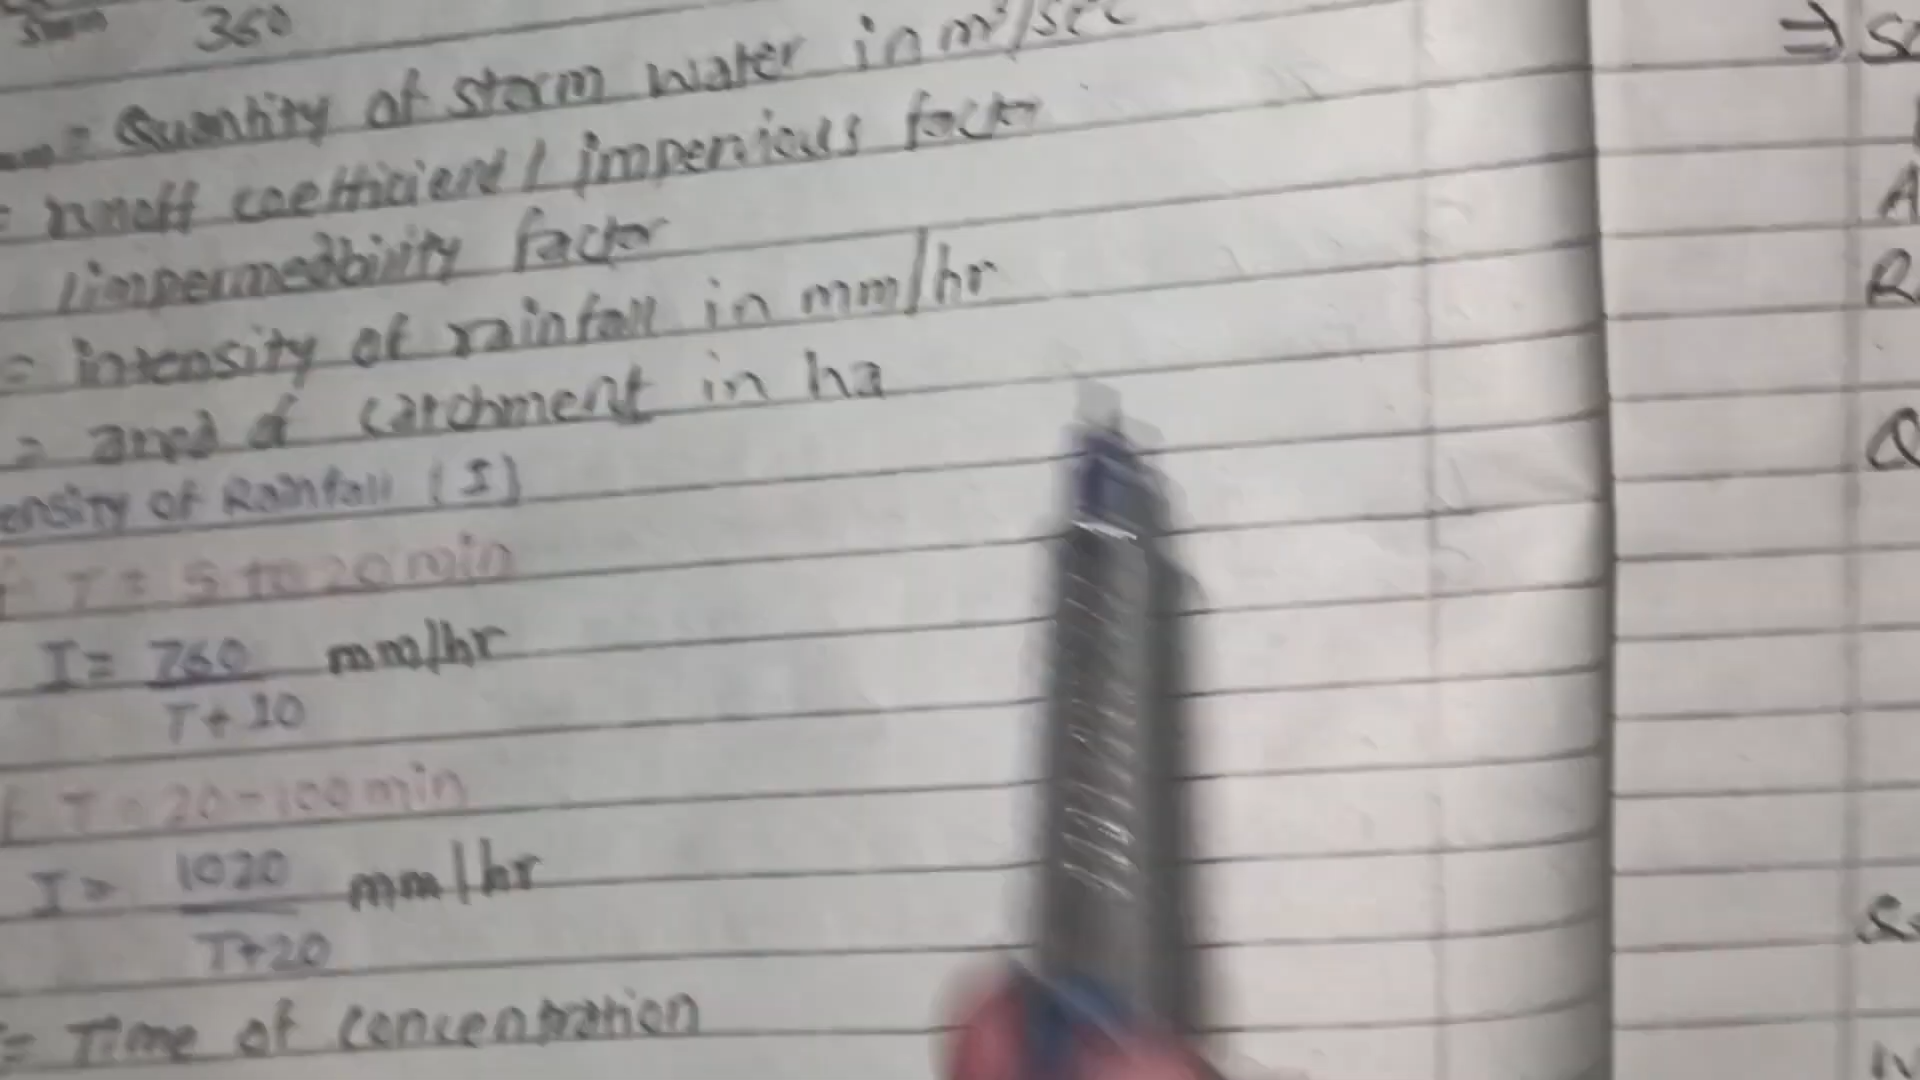 360
= Quantity of storm water in m³/sec
= runoff coefficient / impervious factor
/impermeability factor
= intensity of rainfall in mm/hr
= area of catchment in ha
ensity of Rainfall (I)
T = 5 to 20 min
I = 760 mm/hr
T + 10
T = 20 - 100 min
I = 1020 mm/hr
T+20
= Time of concentration
⇒
A
R
Q